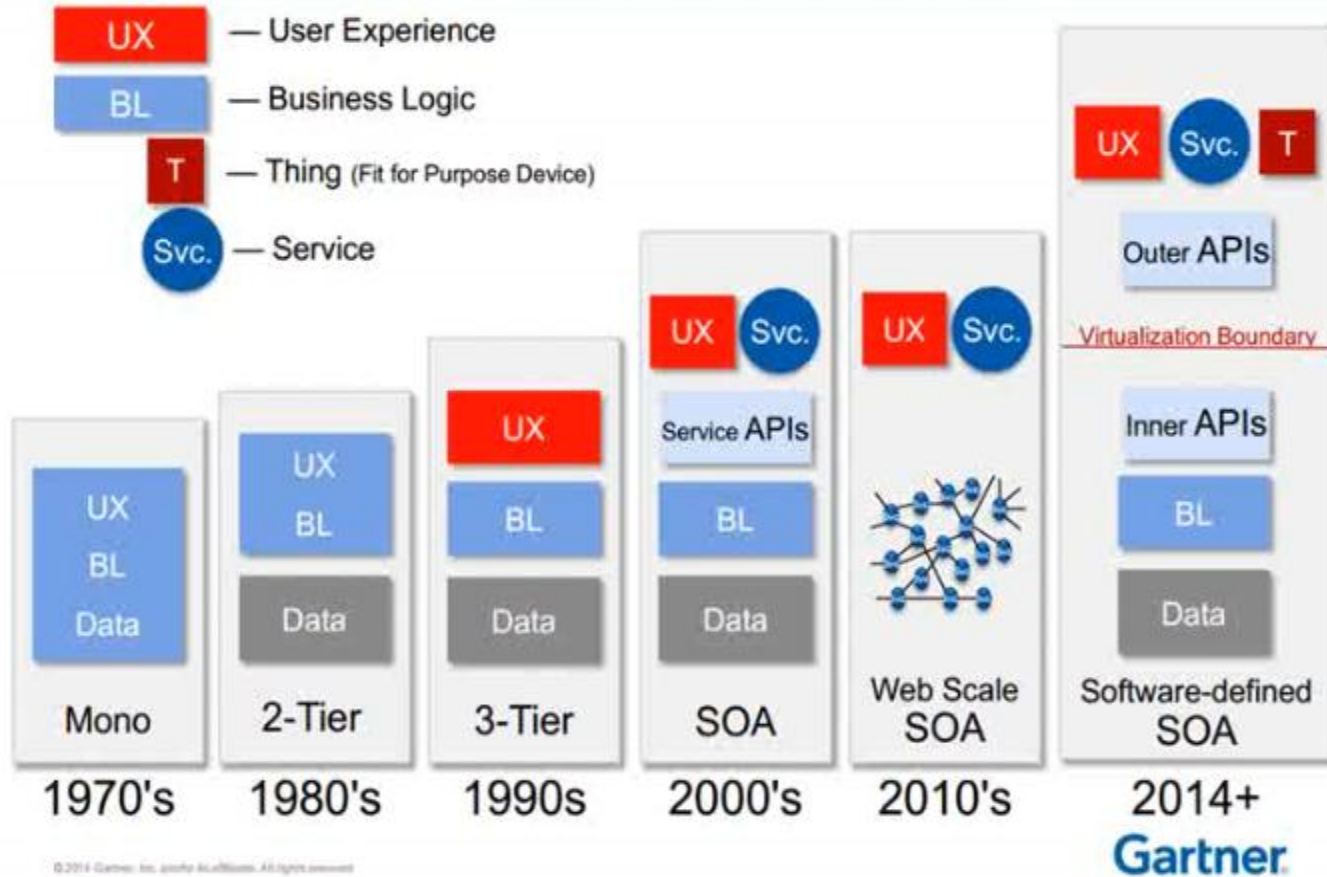 UX — User Experience
BL — Business Logic
T — Thing (Fit for Purpose Device)
Svc. — Service
UX
BL
Data
Mono
1970's
UX
BL
Data
2-Tier
1980's
UX
BL
Data
3-Tier
1990s
UX Svc.
Service APIs
BL
Data
SOA
2000's
UX Svc.
Web Scale
SOA
2010's
UX Svc. T
Outer APIs
Virtualization Boundary
Inner APIs
BL
Data
Software-defined
SOA
2014+
Gartner